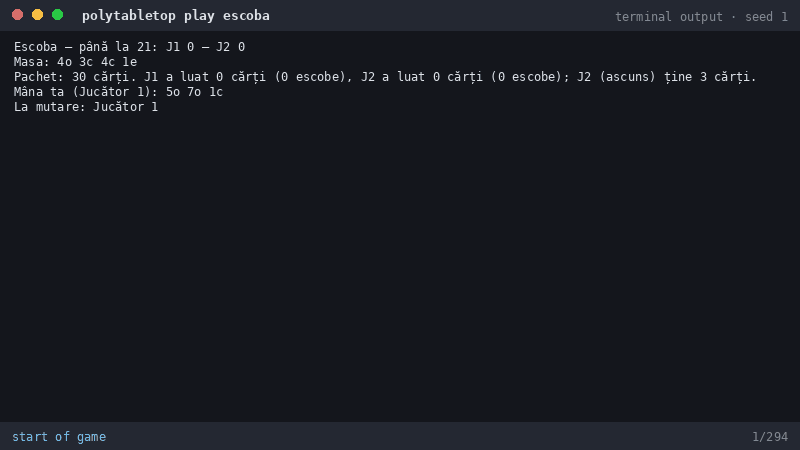 polytabletop play escoba
terminal output · seed 1
Escoba — până la 21: J1 0 — J2 0
Masa: 4o 3c 4c 1e
Pachet: 30 cărți. J1 a luat 0 cărți (0 escobe), J2 a luat 0 cărți (0 escobe); J2 (ascuns) ține 3 cărți.
Mâna ta (Jucător 1): 5o 7o 1c
La mutare: Jucător 1
start of game
1/294